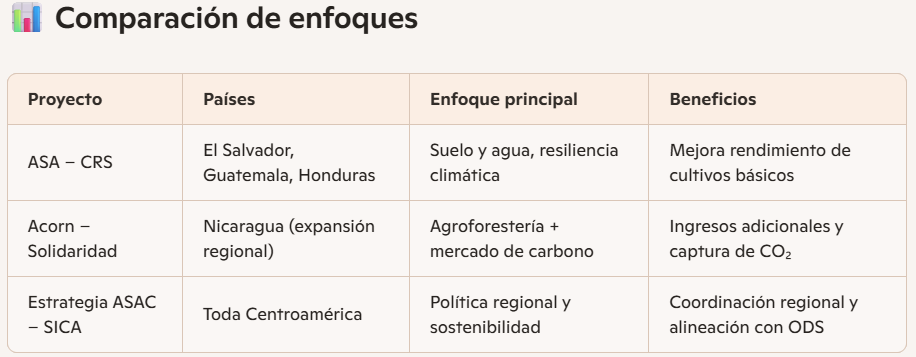 Comparación de enfoques
Proyecto
Países
Enfoque principal
Beneficios
ASA – CRS
El Salvador,
Guatemala, Honduras
Suelo y agua, resiliencia
climática
Mejora rendimiento de
cultivos básicos
Acorn –
Solidaridad
Nicaragua (expansión
regional)
Agroforestería +
mercado de carbono
Ingresos adicionales y
captura de CO₂
Estrategia ASAC
– SICA
Toda Centroamérica
Política regional y
sostenibilidad
Coordinación regional y
alineación con ODS